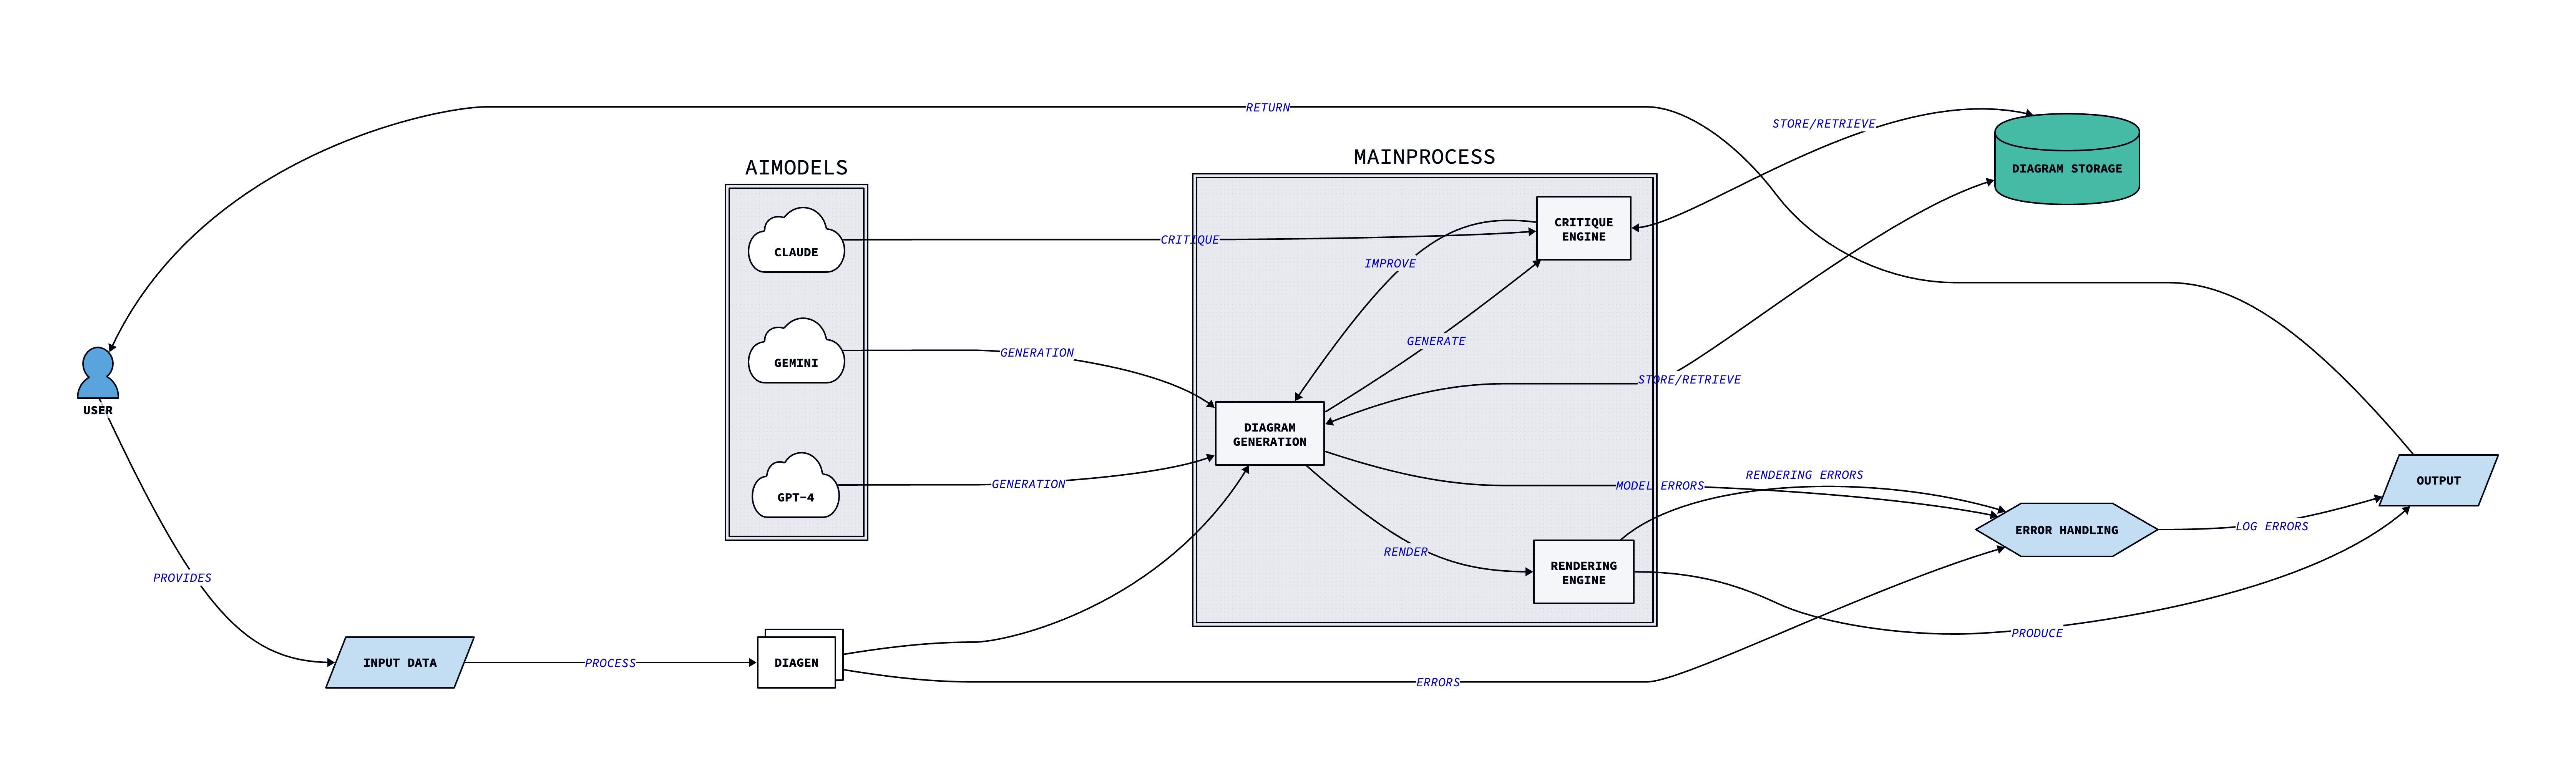 RETURN
STORE/RETRIEVE
AIMODELS
MAINPROCESS
DIAGRAM STORAGE
CLAUDE
CRITIQUE
CRITIQUE
ENGINE
IMPROVE
GENERATE
GEMINI
GENERATION
STORE/RETRIEVE
USER
DIAGRAM
GENERATION
GPT-4
GENERATION
MODEL ERRORS
RENDERING ERRORS
OUTPUT
ERROR HANDLING
LOG ERRORS
RENDER
RENDERING
ENGINE
PROVIDES
PRODUCE
INPUT DATA
PROCESS
DIAGEN
ERRORS